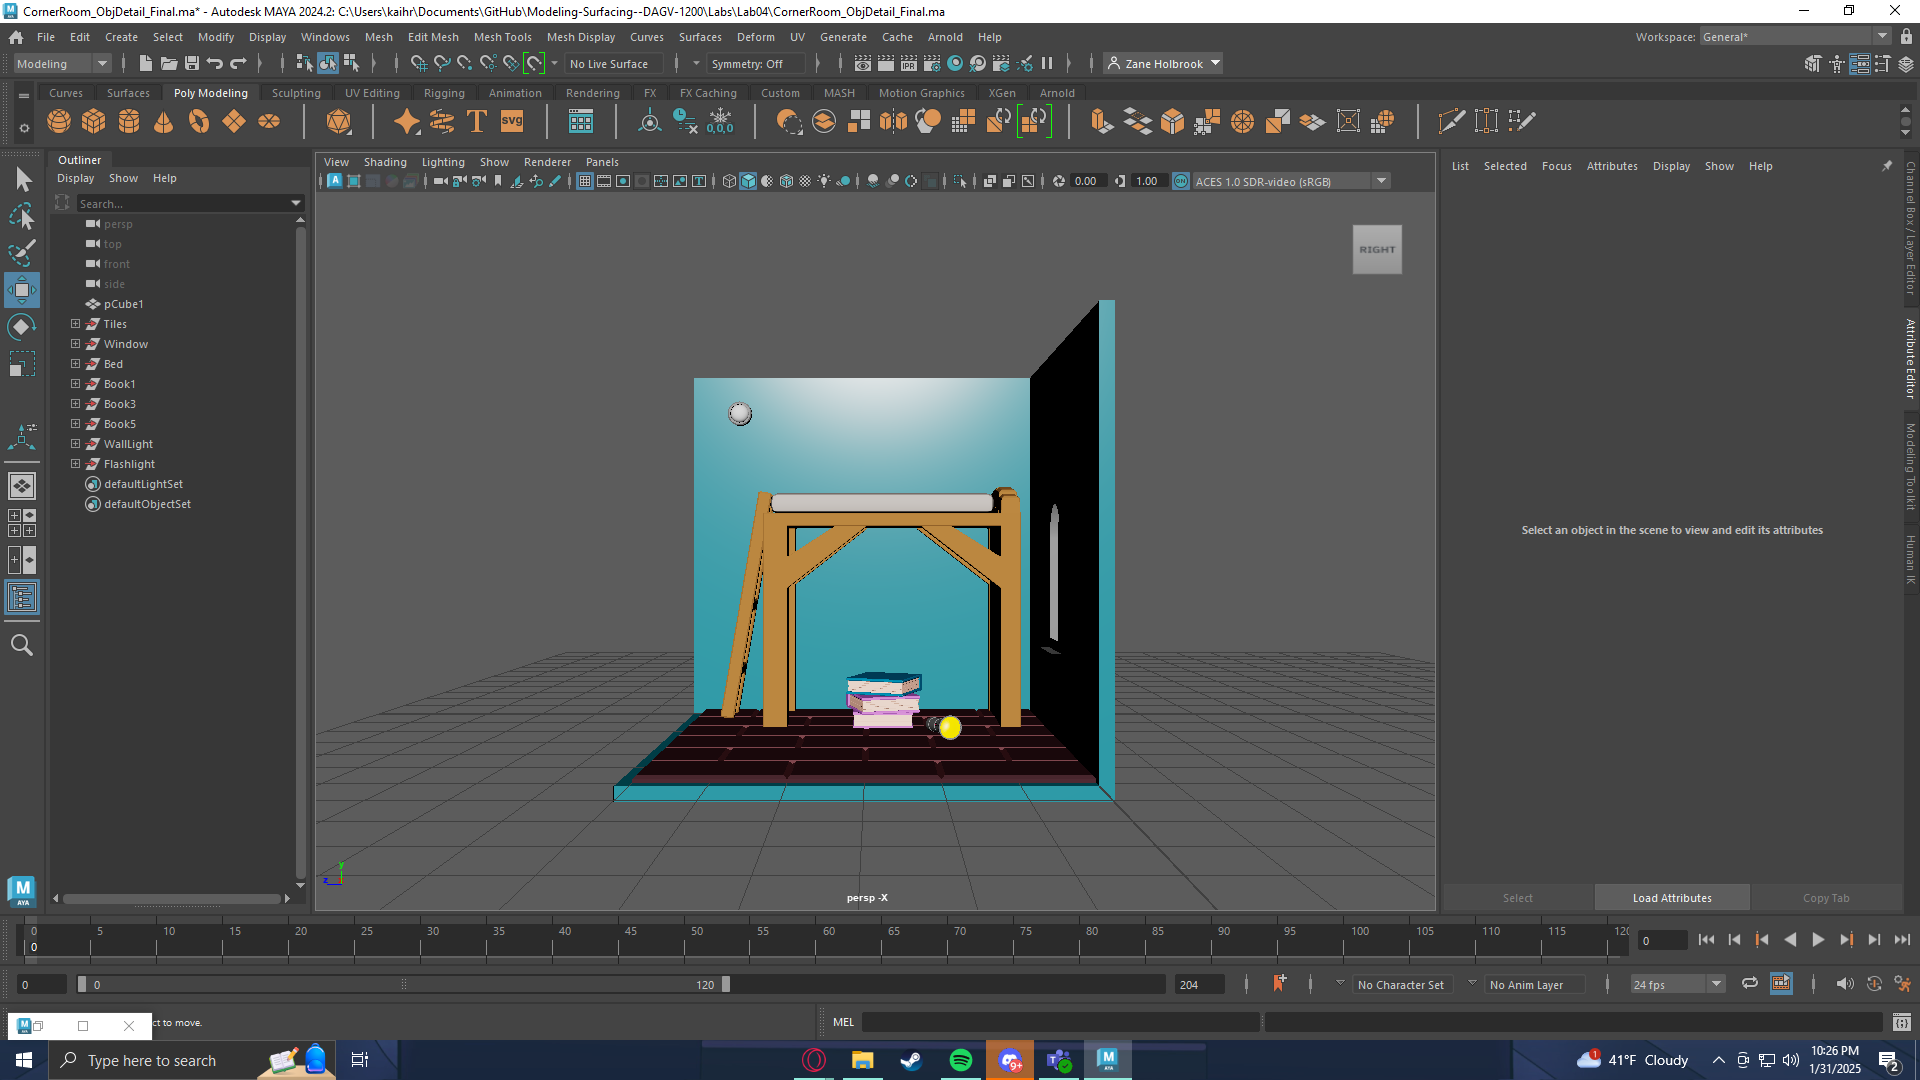 CornerRoom_ObjDetail_Final.ma* - Autodesk MAYA 2024.2: C:\Users\kaihr\Documents\GitHub\Modeling-Surfacing--DAGV-1200\Labs\Lab04\CornerRoom_ObjDetail_Final.ma
File Edit Create Select Modify Display Windows Mesh Edit Mesh Mesh Tools Mesh Display Curves Surfaces Deform UV Generate Cache Arnold Help
Workspace: General*
Modeling No Live Surface Symmetry: Off Zane Holbrook
Curves Surfaces Poly Modeling Sculpting UV Editing Rigging Animation Rendering FX FX Caching Custom MASH Motion Graphics XGen Arnold
Outliner
Display Show Help
Search...
persp
top
front
side
pCube1
Tiles
Window
Bed
Book1
Book3
Book5
WallLight
Flashlight
defaultLightSet
defaultObjectSet
View Shading Lighting Show Renderer Panels
0.00 1.00 ACES 1.0 SDR-video (sRGB)
RIGHT
persp -X
List Selected Focus Attributes Display Show Help
Select an object in the scene to view and edit its attributes
Select Load Attributes Copy Tab
Channel Box / Layer Editor
Attribute Editor
Modeling Toolkit
Human IK
0 5 10 15 20 25 30 35 40 45 50 55 60 65 70 75 80 85 90 95 100 105 110 115 120
0
0
0 0 120 204 No Character Set No Anim Layer 24 fps
ct to move.
MEL
Type here to search
41°F Cloudy
10:26 PM
1/31/2025